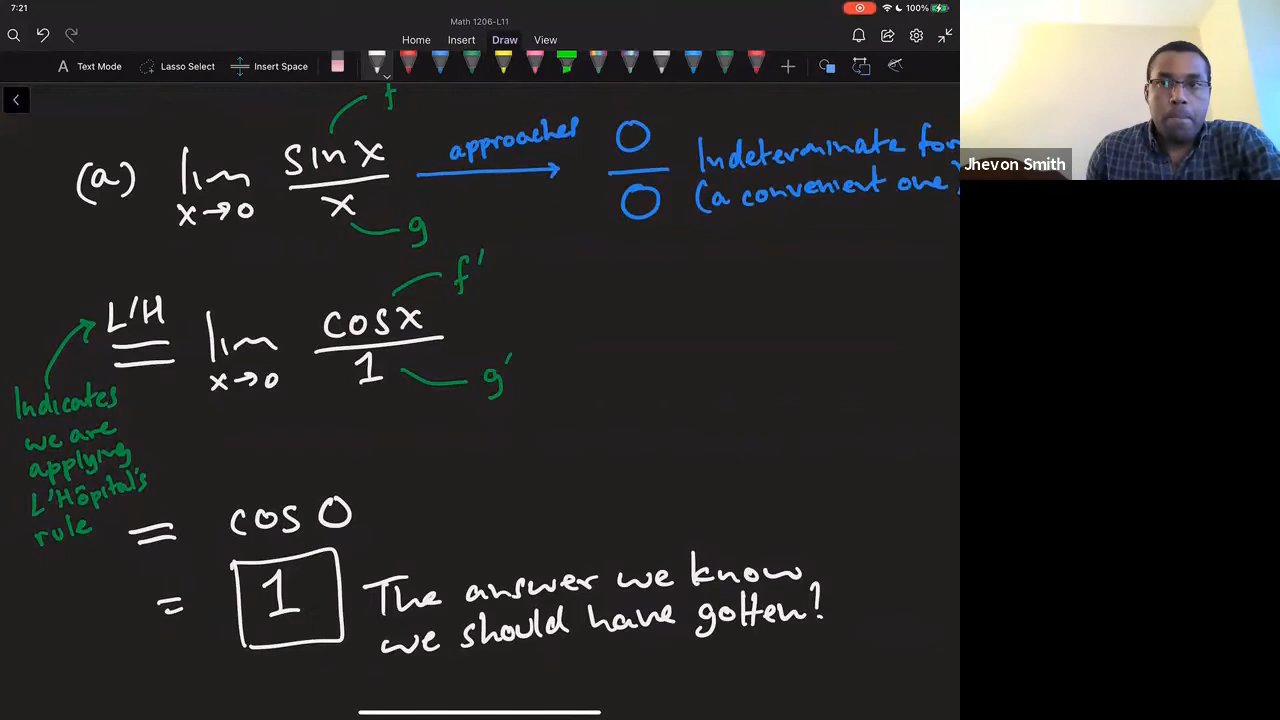 7:21
100%
Math 1206-L11
Home Insert Draw View
Text Mode Lasso Select Insert Space
f
(a) lim x→0 sin x / x approaches 0 / 0 Indeterminate for
(a convenient one
g
f'
L'H = lim x→0 cos x / 1
g'
Indicates
we are
applying
L'Hôpital's
rule
= cos 0
= 1 The answer we know
we should have gotten!
Jhevon Smith